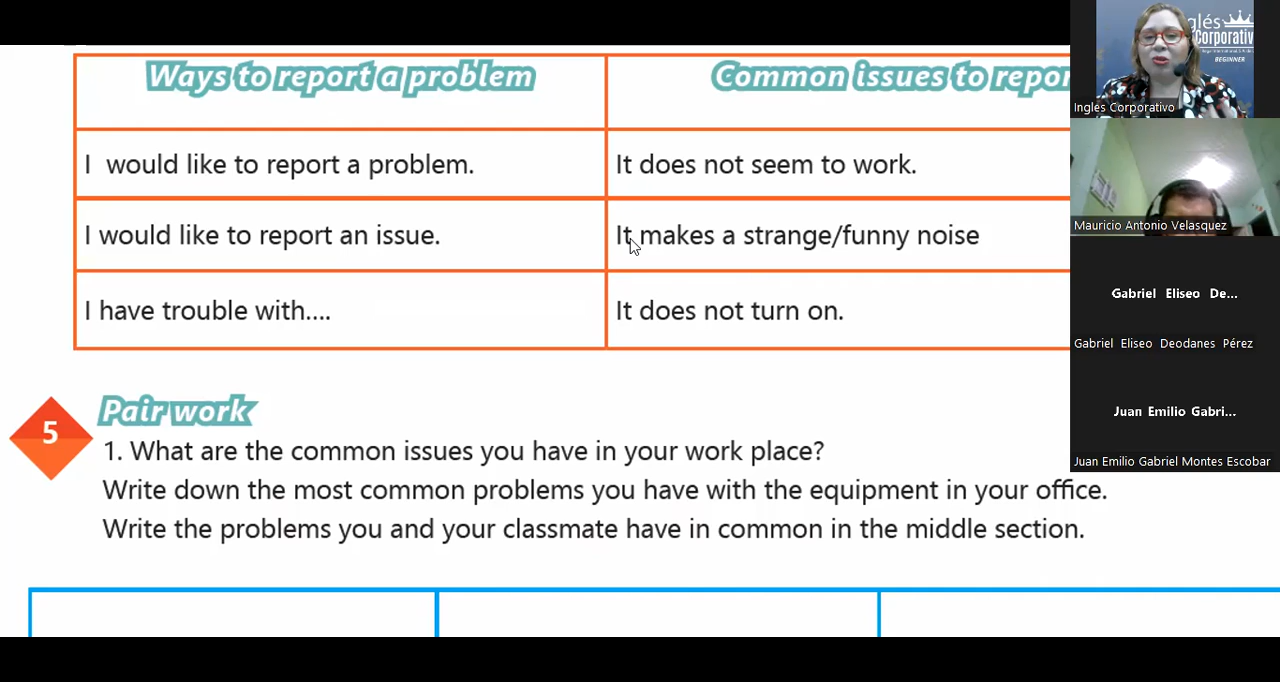 Ways to report a problem
Common issues to repor
I would like to report a problem.
It does not seem to work.
I would like to report an issue.
It makes a strange/funny noise
I have trouble with....
It does not turn on.
5
Pair work
1. What are the common issues you have in your work place?
Write down the most common problems you have with the equipment in your office.
Write the problems you and your classmate have in common in the middle section.
glés
Corporativ
BEGINNER
Ingles Corporativo
Mauricio Antonio Velasquez
Gabriel Eliseo De...
Gabriel Eliseo Deodanes Pérez
Juan Emilio Gabri...
Juan Emilio Gabriel Montes Escobar